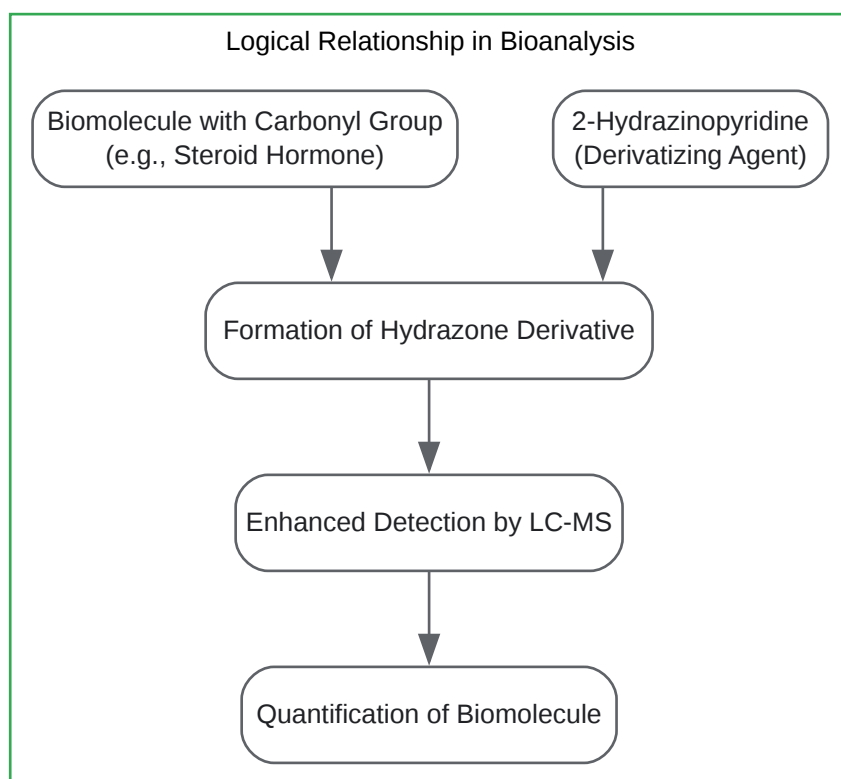 Logical Relationship in Bioanalysis
Biomolecule with Carbonyl Group
(e.g., Steroid Hormone)
2-Hydrazinopyridine
(Derivatizing Agent)
Formation of Hydrazone Derivative
Enhanced Detection by LC-MS
Quantification of Biomolecule